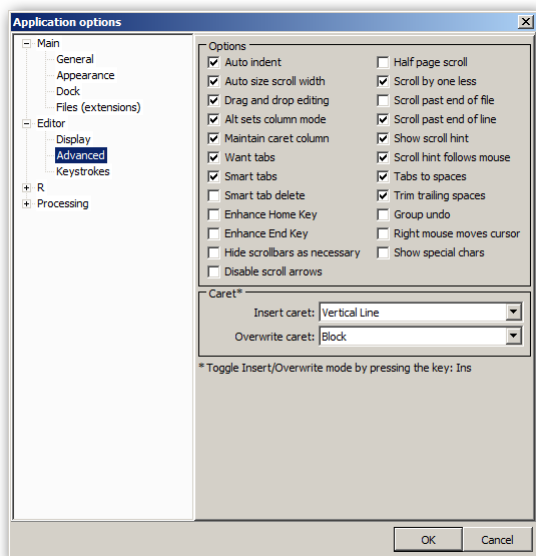 Application options
Main
General
Appearance
Dock
Files (extensions)
Editor
Display
Advanced
Keystrokes
R
Processing
Options
Auto indent
Auto size scroll width
Drag and drop editing
Alt sets column mode
Maintain caret column
Want tabs
Smart tabs
Smart tab delete
Enhance Home Key
Enhance End Key
Hide scrollbars as necessary
Disable scroll arrows
Half page scroll
Scroll by one less
Scroll past end of file
Scroll past end of line
Show scroll hint
Scroll hint follows mouse
Tabs to spaces
Trim trailing spaces
Group undo
Right mouse moves cursor
Show special chars
Caret*
Insert caret: Vertical Line
Overwrite caret: Block
* Toggle Insert/Overwrite mode by pressing the key: Ins
OK Cancel